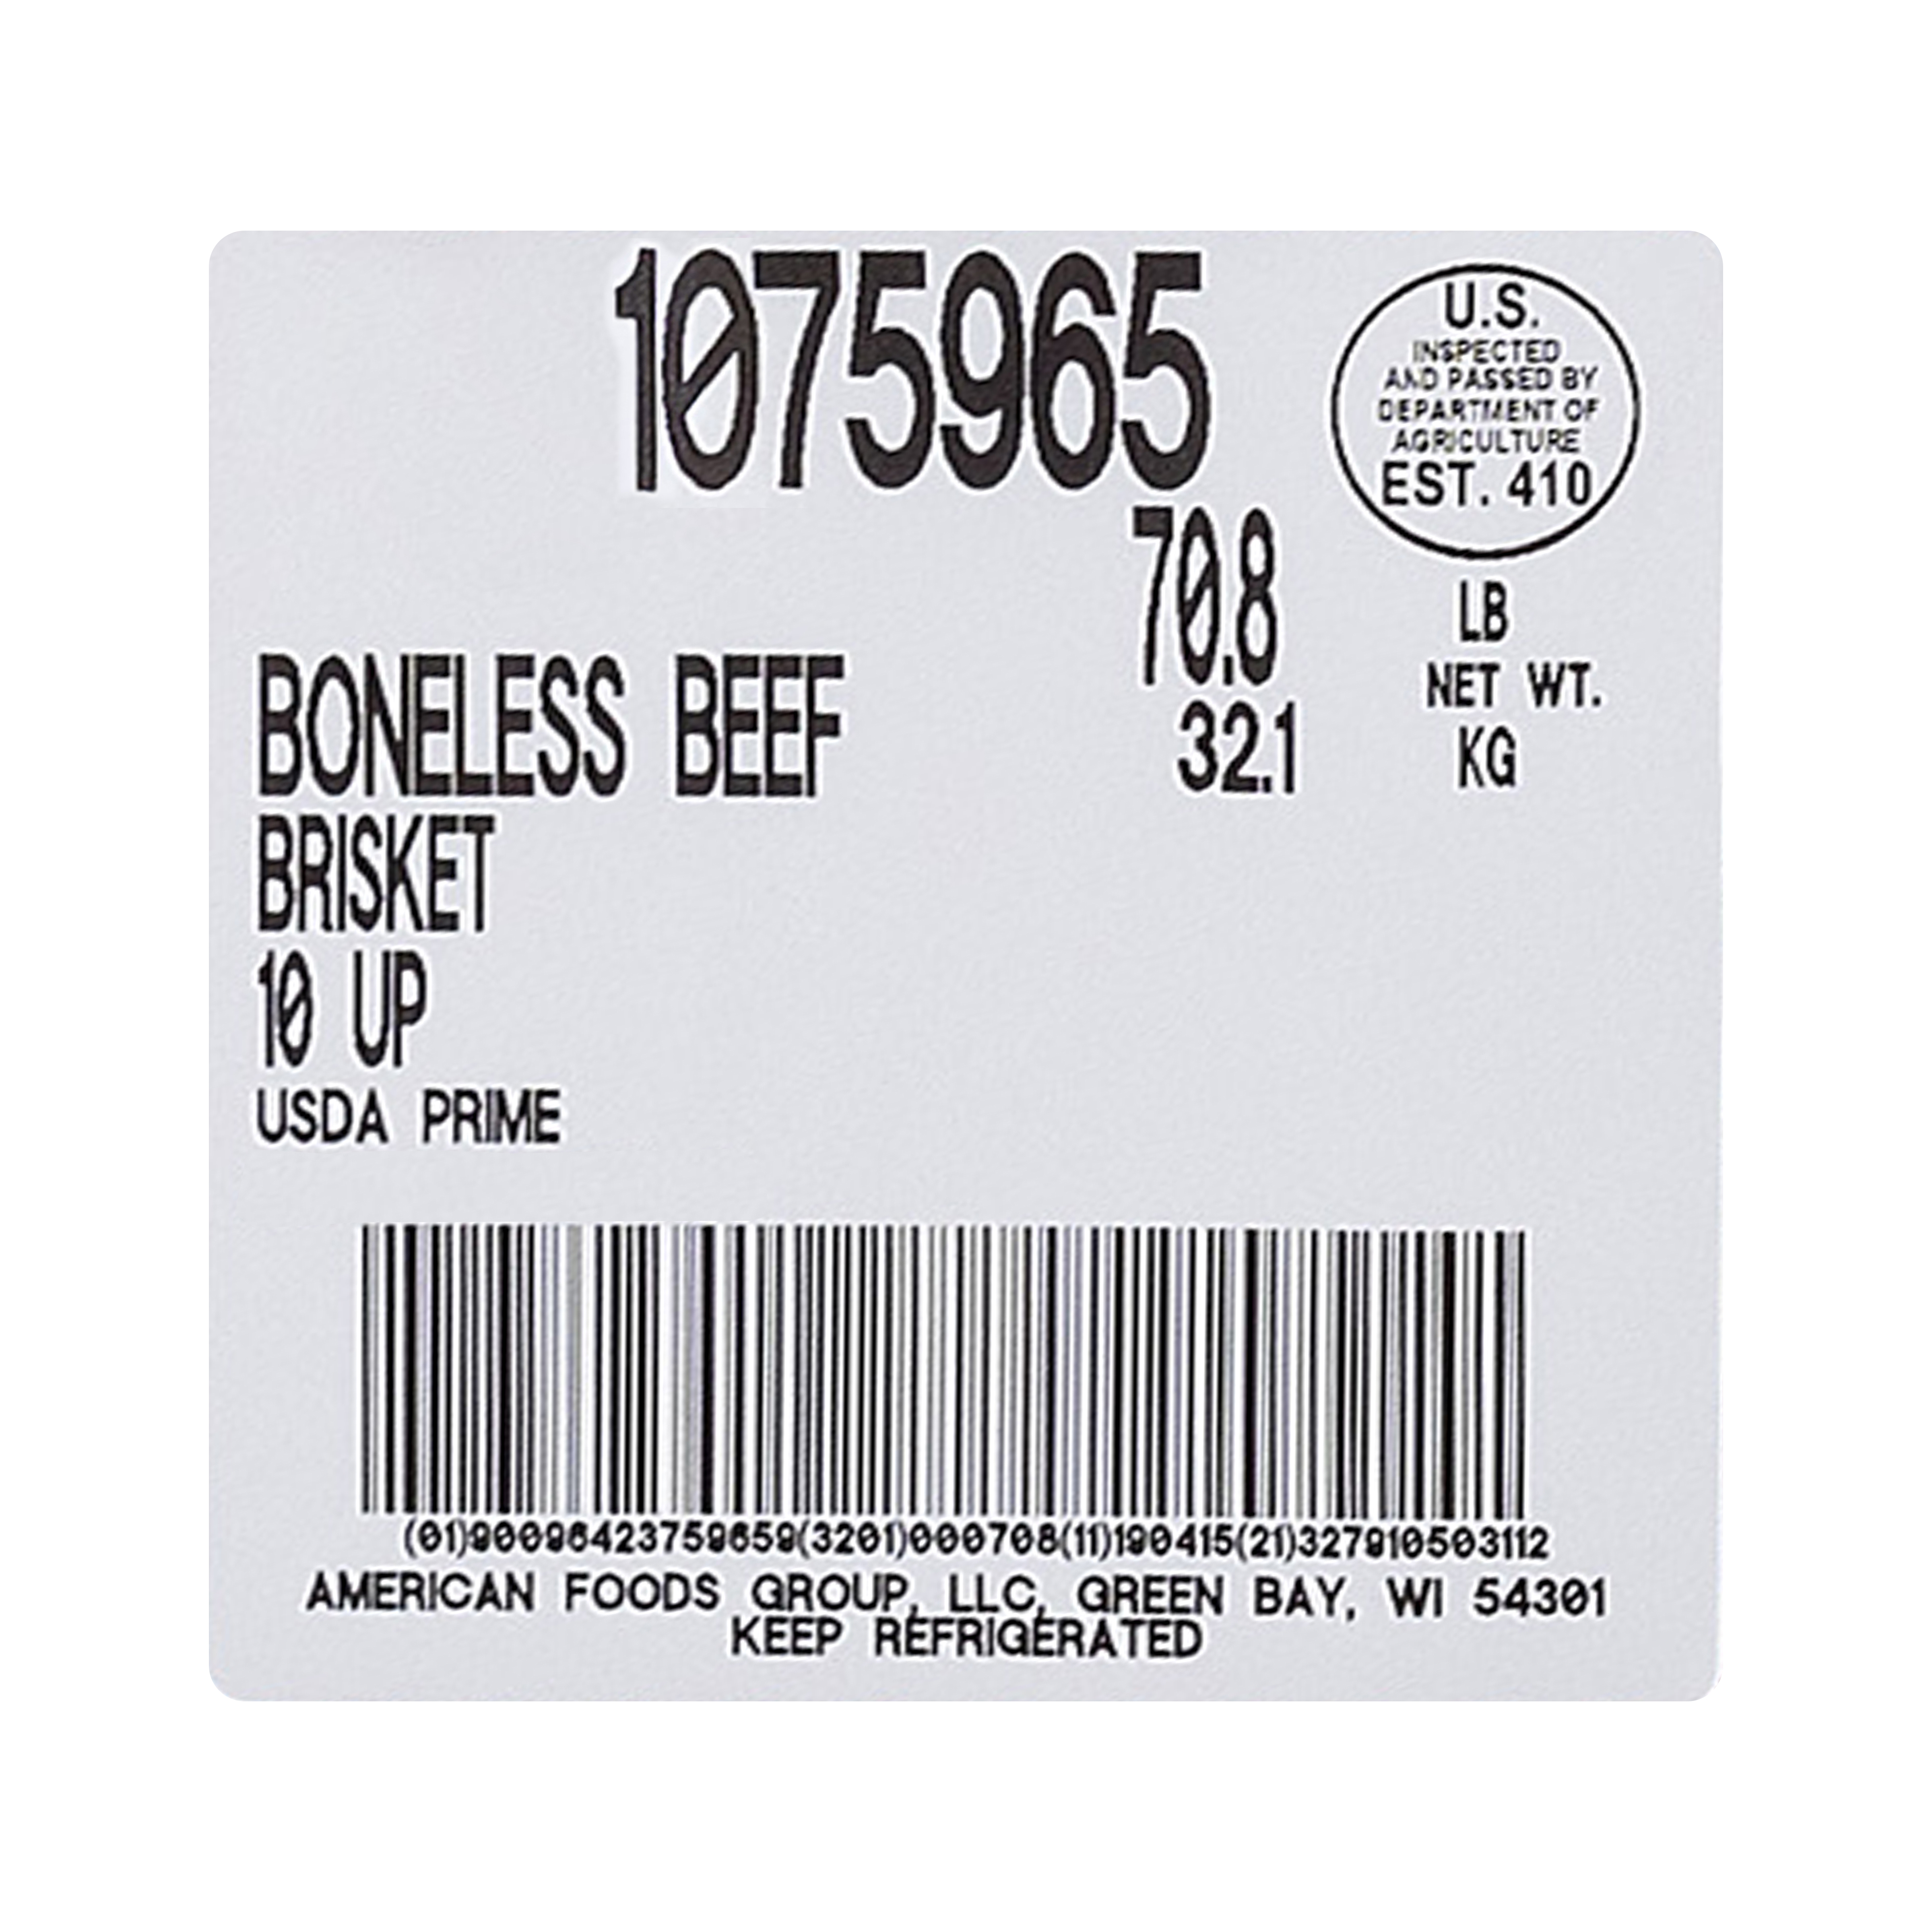 1075965
U.S.
INSPECTED
AND PASSED BY
DEPARTMENT OF
AGRICULTURE
EST. 410
70.8 LB
NET WT.
32.1 KG
BONELESS BEEF
BRISKET
10 UP
USDA PRIME
(01)90096423759659(3201)000708(11)190415(21)327910503112
AMERICAN FOODS GROUP, LLC, GREEN BAY, WI 54301
KEEP REFRIGERATED